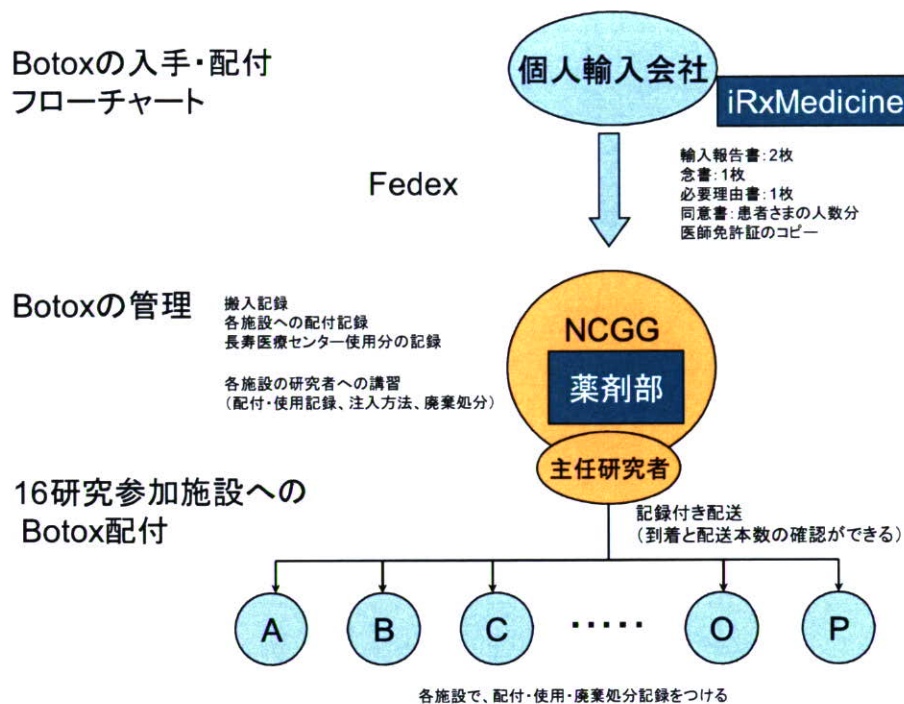 Botoxの入手・配付
フローチャート
個人輸入会社
iRxMedicine
Fedex
輸入報告書:2枚
念書:1枚
必要理由書:1枚
同意書:患者さまの人数分
医師免許証のコピー
Botoxの管理
搬入記録
各施設への配付記録
長寿医療センター使用分の記録
各施設の研究者への講習
(配付・使用記録、注入方法、廃棄処分)
NCGG
薬剤部
主任研究者
16研究参加施設への
Botox配付
記録付き配送
(到着と配送本数の確認ができる)
A B C ・・・・・ O P
各施設で、配付・使用・廃棄処分記録をつける